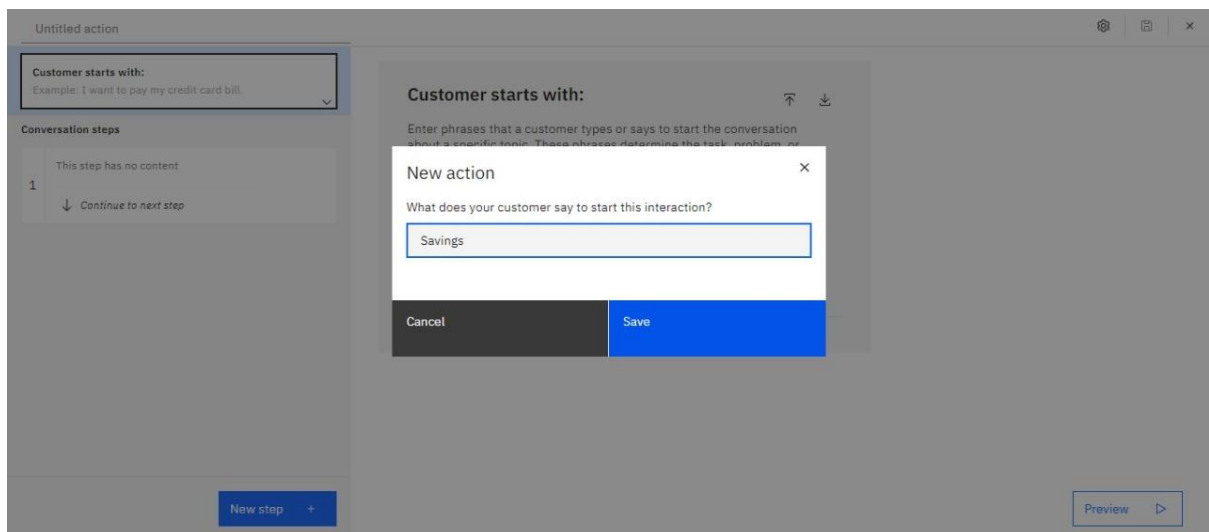 Untitled action
Customer starts with:
Example: I want to pay my credit card bill.
Conversation steps
1
This step has no content
Continue to next step
New step +
Customer starts with:
Enter phrases that a customer types or says to start the conversation
about a specific topic. These phrases determine the task, problem, or
New action
What does your customer say to start this interaction?
Savings
Cancel
Save
Preview